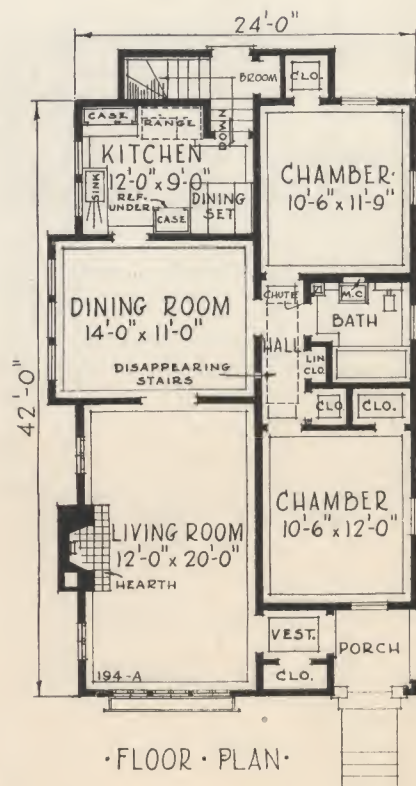 24'-0"
BROOM
CLO.
CASE
RANGE
DOWN
KITCHEN
12'-0" x 9'-0"
SINK
REF.
UNDER
CASE
DINING
SET
CHAMBER
10'-6" x 11'-9"
DINING ROOM
14'-0" x 11'-0"
CHUTE
M.C.
BATH
HALL
DISAPPEARING
STAIRS
LIN
CLO.
CLO
CLO.
42'-0"
CHAMBER
10'-6" x 12'-0"
LIVING ROOM
12'-0" x 20'-0"
HEARTH
VEST.
PORCH
CLO.
194-A
·FLOOR·PLAN·